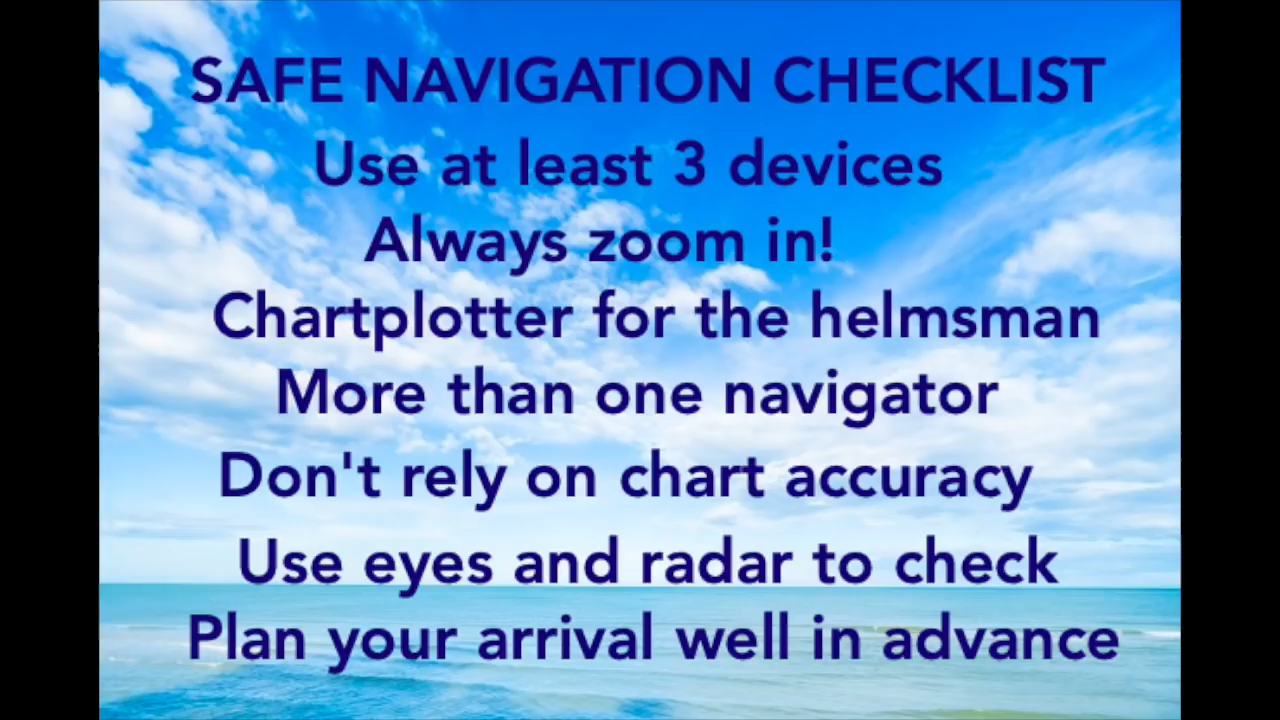 SAFE NAVIGATION CHECKLIST
Use at least 3 devices
Always zoom in!
Chartplotter for the helmsman
More than one navigator
Don't rely on chart accuracy
Use eyes and radar to check
Plan your arrival well in advance